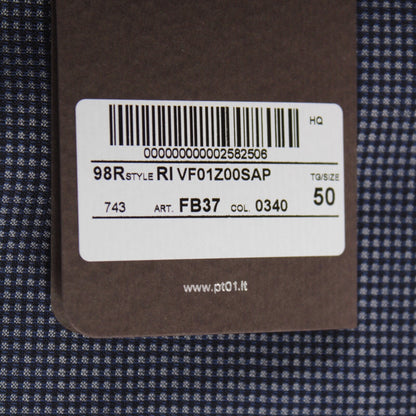 HQ
000000000002582506
98R STYLE RI VF01Z00SAP TG/SIZE
743 ART. FB37 COL. 0340 50
www.pt01.it